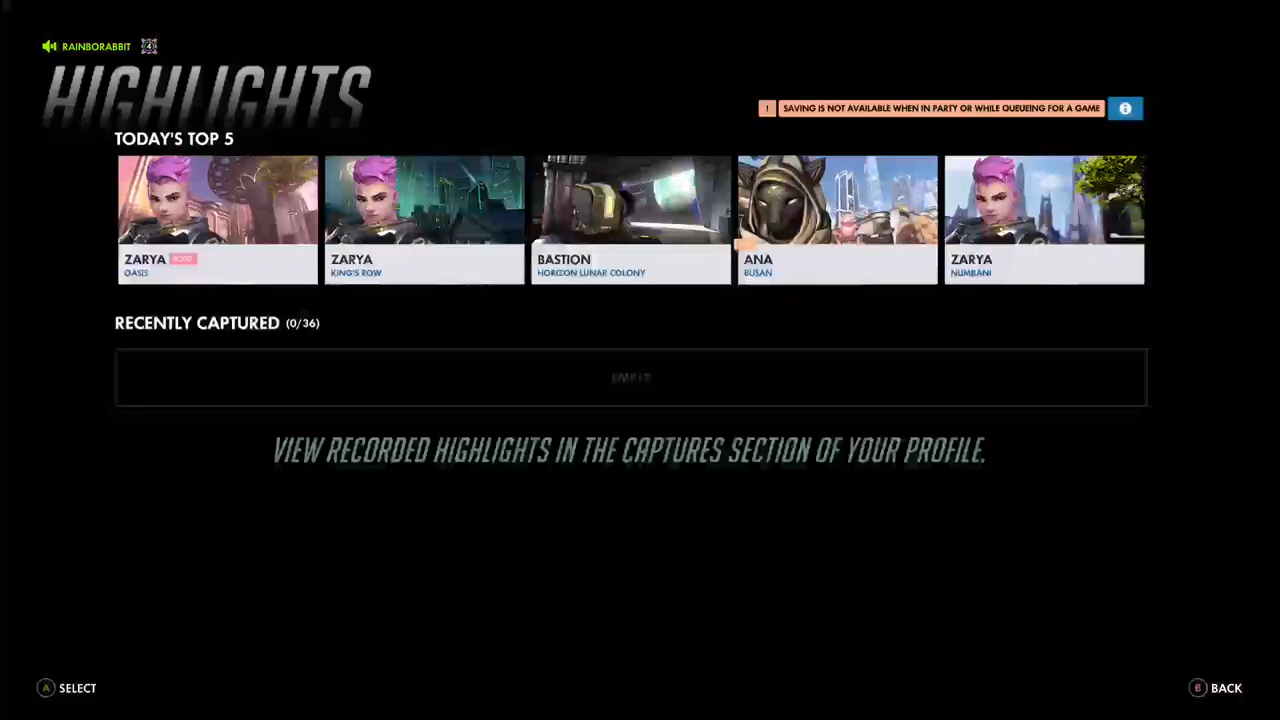 RAINBORABBIT
4
HIGHLIGHTS
! SAVING IS NOT AVAILABLE WHEN IN PARTY OR WHILE QUEUEING FOR A GAME
TODAY'S TOP 5
ZARYA
OASIS
ZARYA
KING'S ROW
BASTION
HORIZON LUNAR COLONY
ANA
BUSAN
ZARYA
NUMBANI
RECENTLY CAPTURED (0/36)
EMPTY
VIEW RECORDED HIGHLIGHTS IN THE CAPTURES SECTION OF YOUR PROFILE.
A SELECT
B BACK